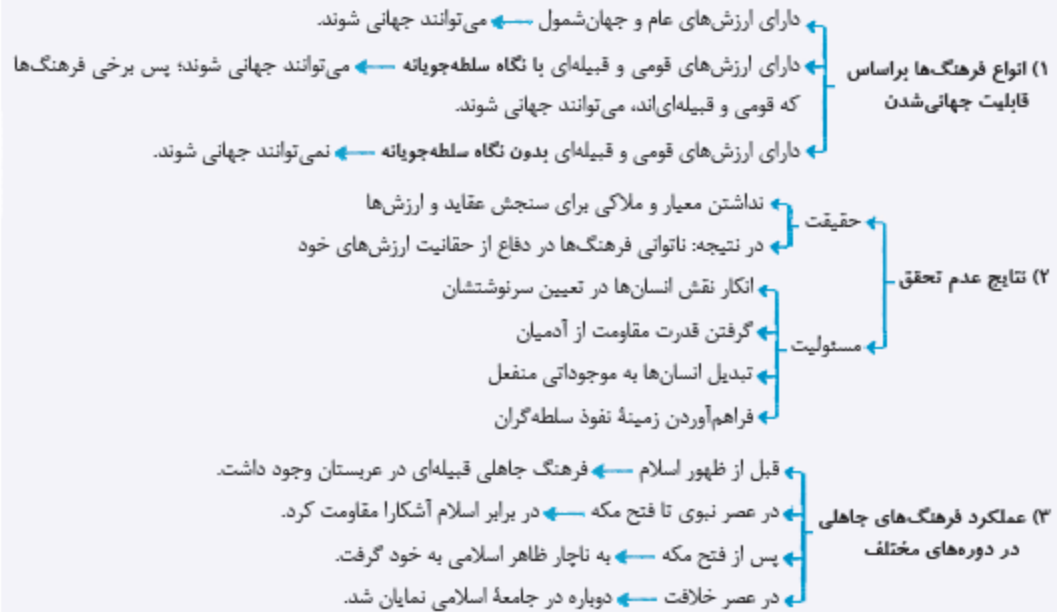 ۱) انواع فرهنگ‌ها براساس قابلیت جهانی‌شدن
دارای ارزش‌های عام و جهان‌شمول ← می‌توانند جهانی شوند.
دارای ارزش‌های قومی و قبیله‌ای با نگاه سلطه‌جویانه ← می‌توانند جهانی شوند؛ پس برخی فرهنگ‌ها
که قومی و قبیله‌ای‌اند، می‌توانند جهانی شوند.
دارای ارزش‌های قومی و قبیله‌ای بدون نگاه سلطه‌جویانه ← نمی‌توانند جهانی شوند.
۲) نتایج عدم تحقق
حقیقت
نداشتن معیار و ملاکی برای سنجش عقاید و ارزش‌ها
در نتیجه: ناتوانی فرهنگ‌ها در دفاع از حقانیت ارزش‌های خود
مسئولیت
انکار نقش انسان‌ها در تعیین سرنوشتشان
گرفتن قدرت مقاومت از آدمیان
تبدیل انسان‌ها به موجوداتی منفعل
فراهم‌آوردن زمینهٔ نفوذ سلطه‌گران
۳) عملکرد فرهنگ‌های جاهلی
در دوره‌های مختلف
قبل از ظهور اسلام ← فرهنگ جاهلی قبیله‌ای در عربستان وجود داشت.
در عصر نبوی تا فتح مکه ← در برابر اسلام آشکارا مقاومت کرد.
پس از فتح مکه ← به ناچار ظاهر اسلامی به خود گرفت.
در عصر خلافت ← دوباره در جامعهٔ اسلامی نمایان شد.